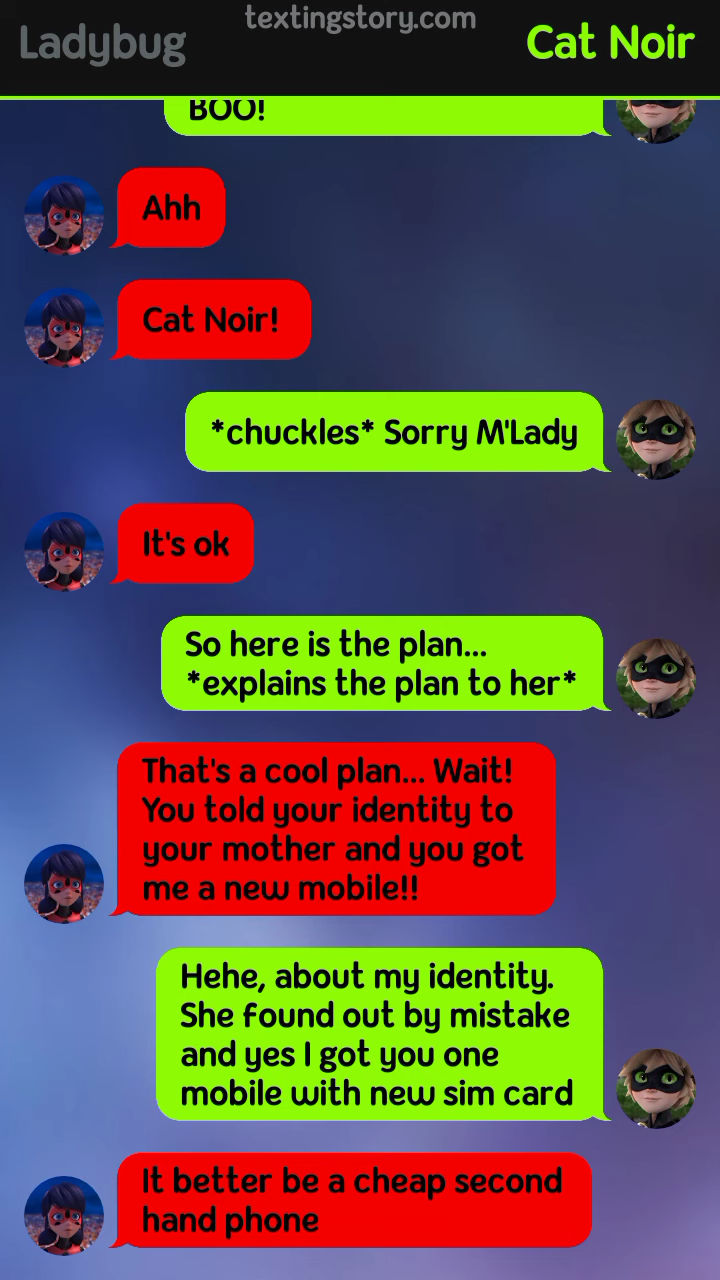 textingstory.com
Ladybug
Cat Noir
BOO!
Ahh
Cat Noir!
*chuckles* Sorry M'Lady
It's ok
So here is the plan...
*explains the plan to her*
That's a cool plan... Wait!
You told your identity to
your mother and you got
me a new mobile!!
Hehe, about my identity.
She found out by mistake
and yes I got you one
mobile with new sim card
It better be a cheap second
hand phone